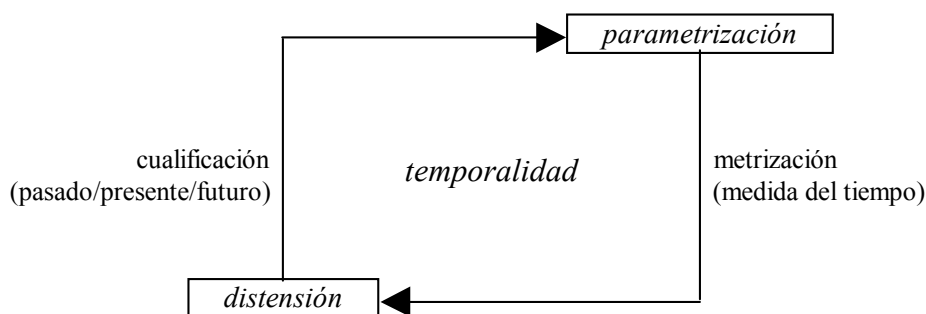 parametrización
cualificación
(pasado/presente/futuro)
temporalidad
metrización
(medida del tiempo)
distensión